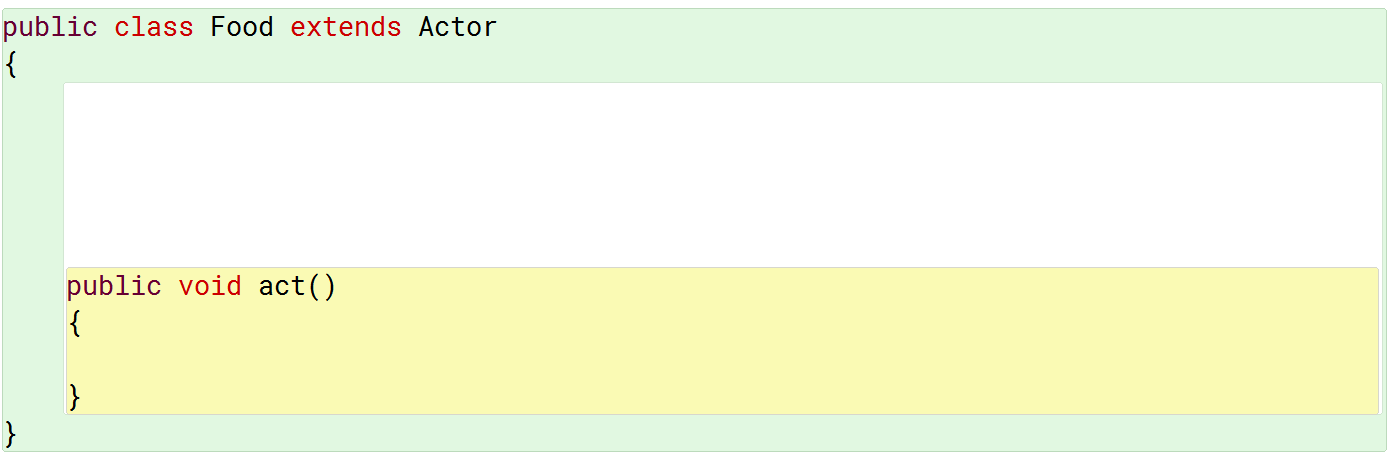 public class Food extends Actor
{
public void act()
{
}
}